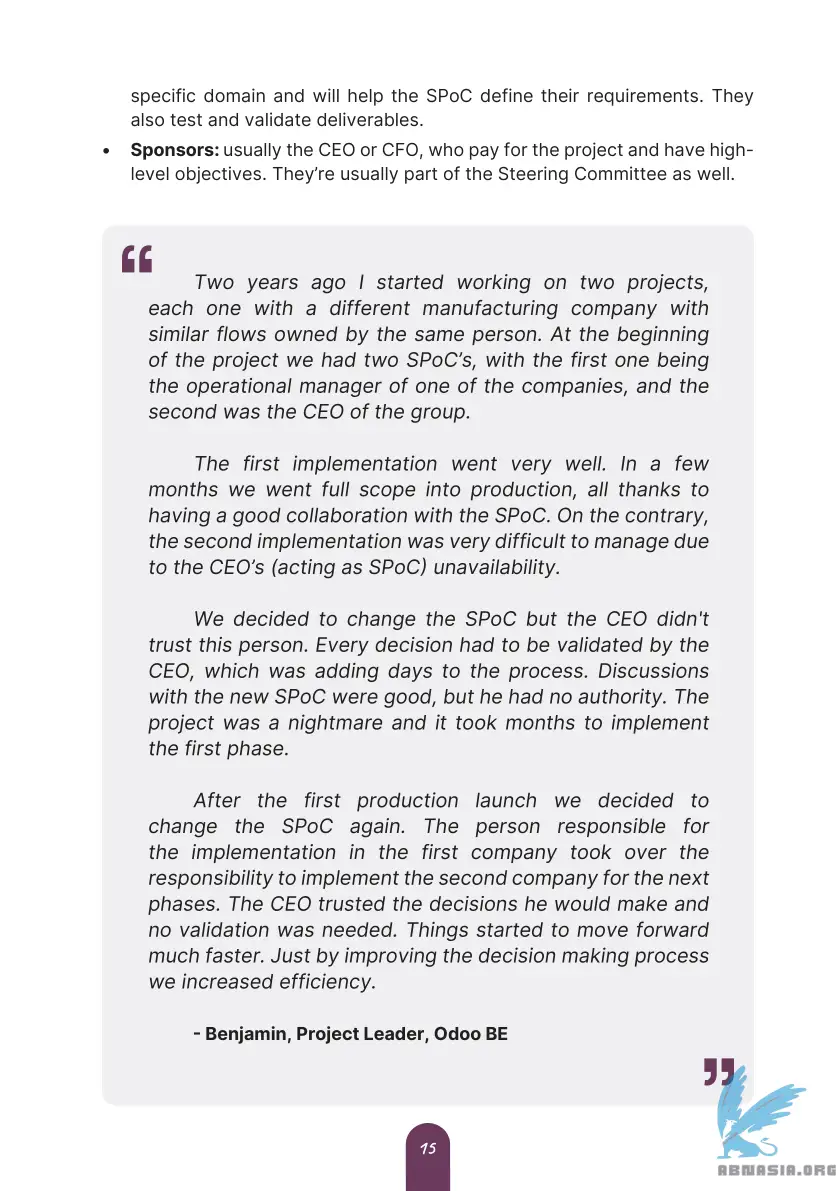 specific domain and will help the SPoC define their requirements. They
also test and validate deliverables.
• Sponsors: usually the CEO or CFO, who pay for the project and have high-
level objectives. They’re usually part of the Steering Committee as well.
“
Two years ago I started working on two projects,
each one with a different manufacturing company with
similar flows owned by the same person. At the beginning
of the project we had two SPoC’s, with the first one being
the operational manager of one of the companies, and the
second was the CEO of the group.
The first implementation went very well. In a few
months we went full scope into production, all thanks to
having a good collaboration with the SPoC. On the contrary,
the second implementation was very difficult to manage due
to the CEO’s (acting as SPoC) unavailability.
We decided to change the SPoC but the CEO didn't
trust this person. Every decision had to be validated by the
CEO, which was adding days to the process. Discussions
with the new SPoC were good, but he had no authority. The
project was a nightmare and it took months to implement
the first phase.
After the first production launch we decided to
change the SPoC again. The person responsible for
the implementation in the first company took over the
responsibility to implement the second company for the next
phases. The CEO trusted the decisions he would make and
no validation was needed. Things started to move forward
much faster. Just by improving the decision making process
we increased efficiency.
- Benjamin, Project Leader, Odoo BE
”
15
ABNASIA.ORG